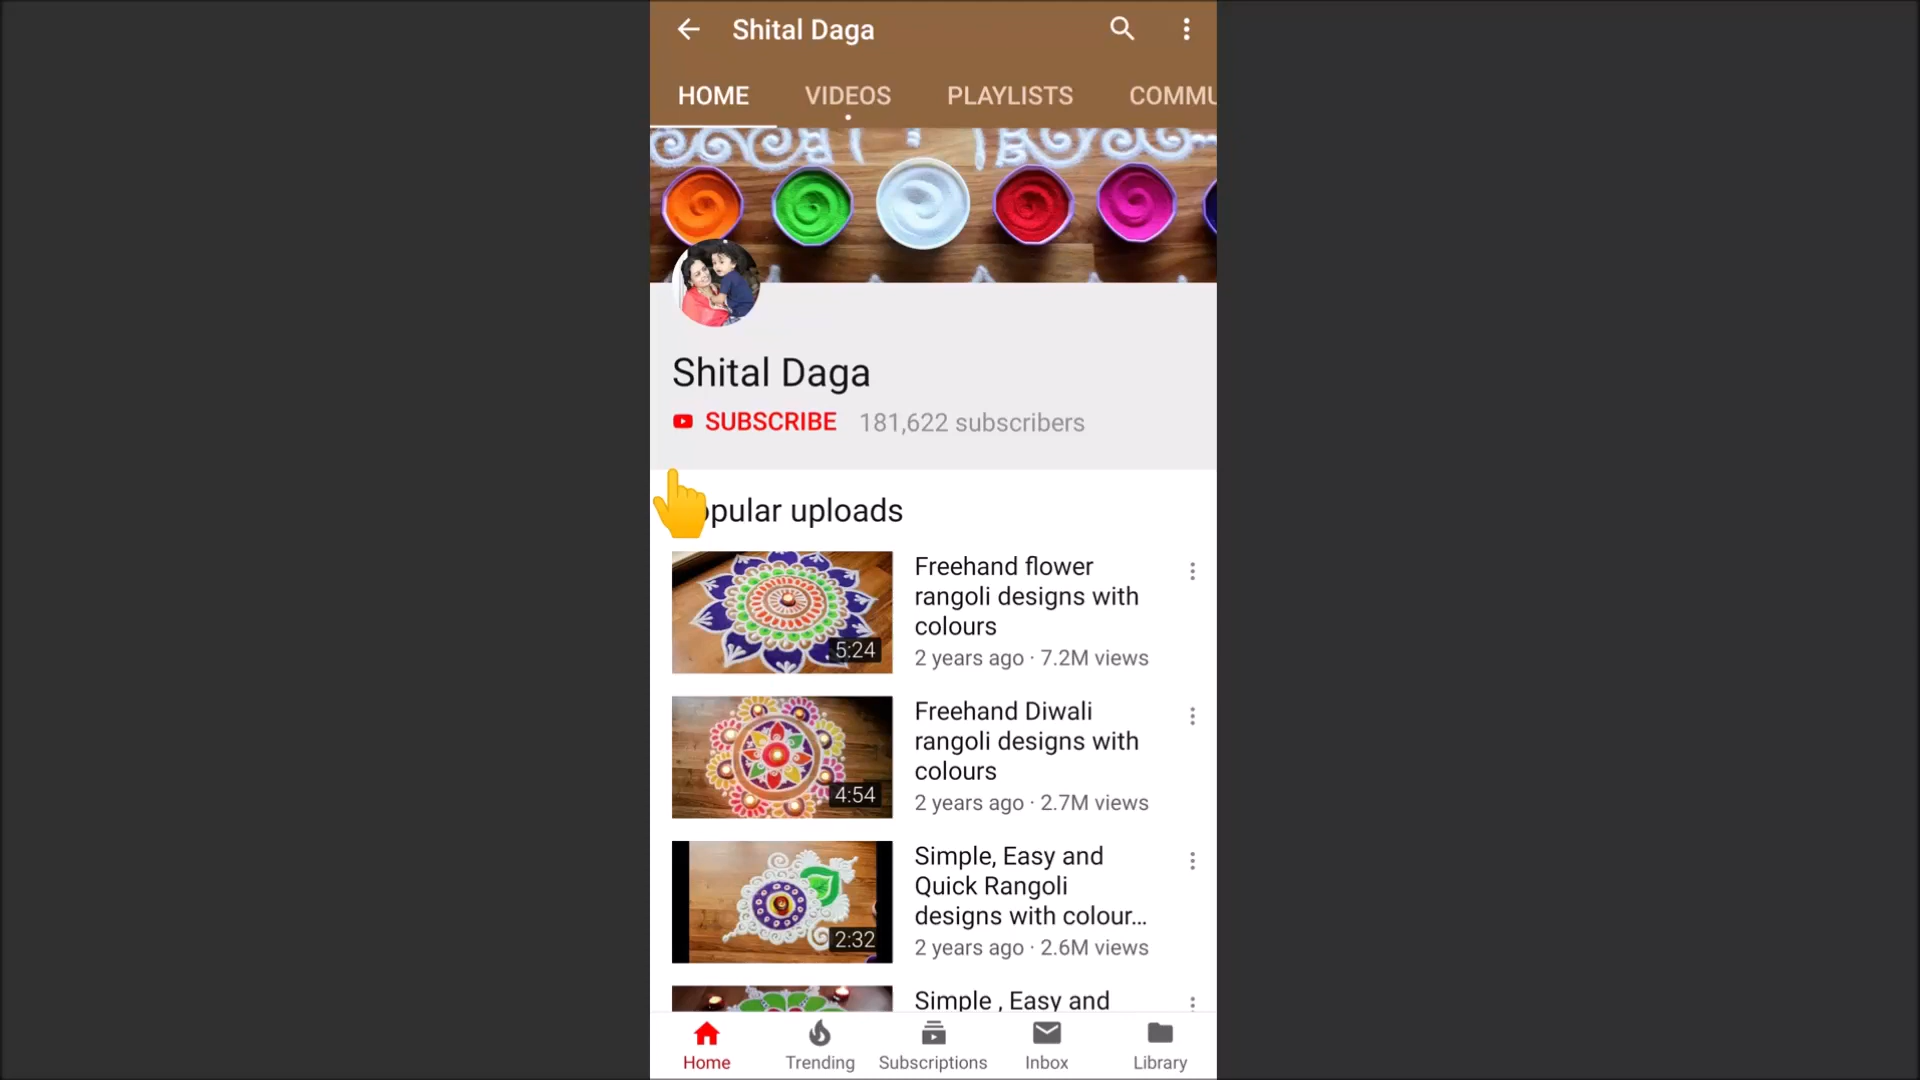 Shital Daga
HOME VIDEOS PLAYLISTS COMMU
Shital Daga
SUBSCRIBE 181,622 subscribers
opular uploads
Freehand flower
rangoli designs with
colours
5:24
2 years ago · 7.2M views
Freehand Diwali
rangoli designs with
colours
4:54
2 years ago · 2.7M views
Simple, Easy and
Quick Rangoli
designs with colour...
2:32
2 years ago · 2.6M views
Simple , Easy and
Home Trending Subscriptions Inbox Library